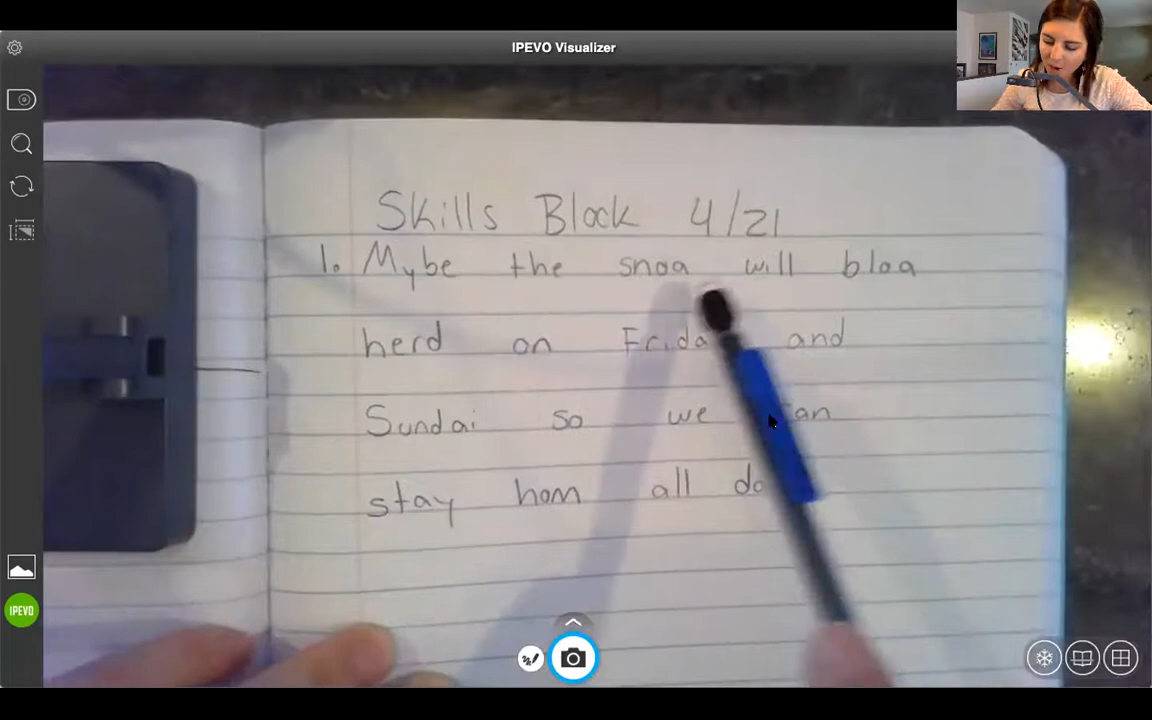 IPEVO Visualizer
Skills Block 4/21
1. Mybe the snoa will bloa
herd on and
Sundai so we
stay hom all
IPEVO